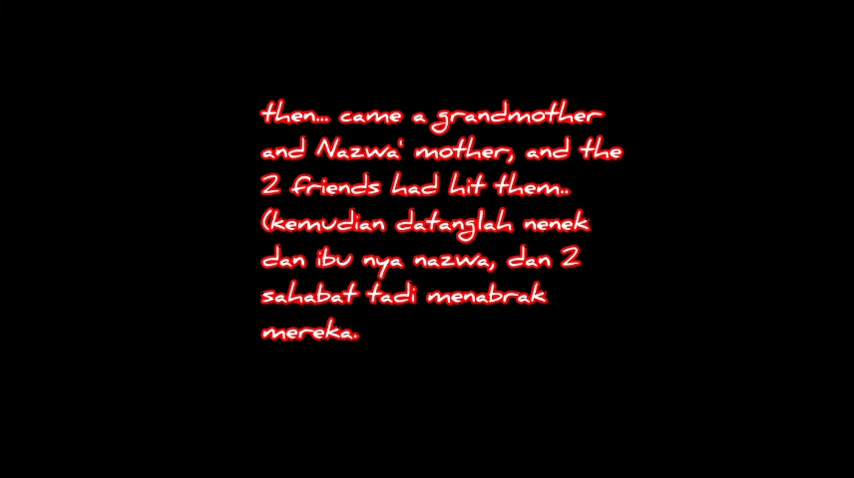 then... came a grandmother
and Nazwa' mother, and the
2 friends had hit them..
(kemudian datanglah nenek
dan ibu nya nazwa, dan 2
sahabat tadi menabrak
mereka.